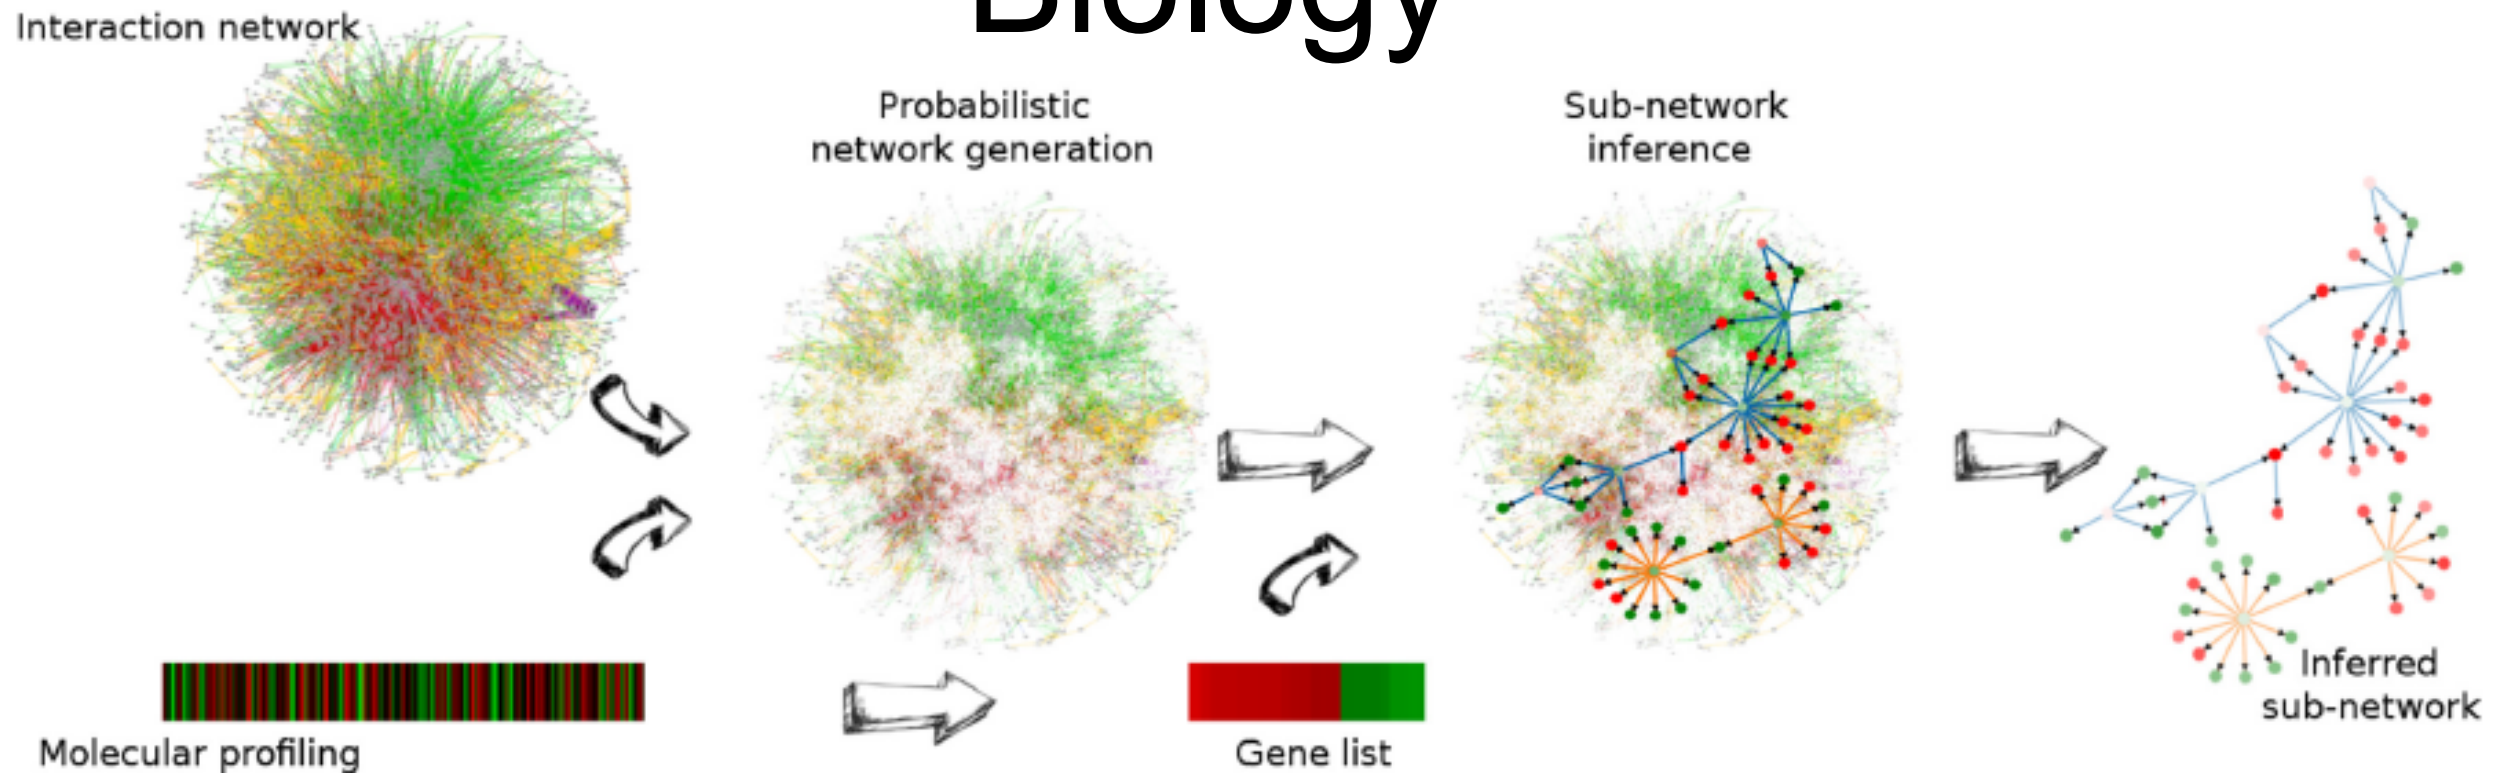 Biology
Interaction network
Probabilistic
network generation
Sub-network
inference
Inferred
sub-network
Molecular profiling
Gene list